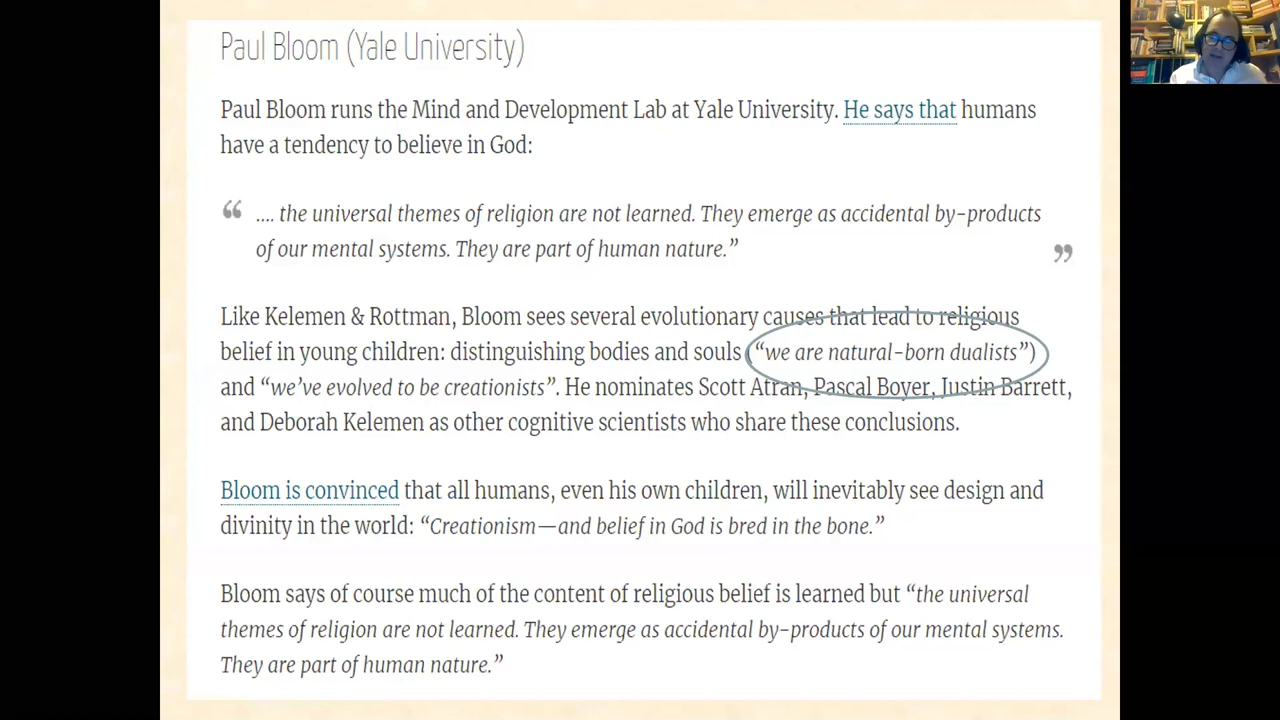 Paul Bloom (Yale University)
Paul Bloom runs the Mind and Development Lab at Yale University. He says that humans
have a tendency to believe in God:
“ .... the universal themes of religion are not learned. They emerge as accidental by-products
of our mental systems. They are part of human nature.” ”
Like Kelemen & Rottman, Bloom sees several evolutionary causes that lead to religious
belief in young children: distinguishing bodies and souls (“we are natural-born dualists”)
and “we’ve evolved to be creationists”. He nominates Scott Atran, Pascal Boyer, Justin Barrett,
and Deborah Kelemen as other cognitive scientists who share these conclusions.
Bloom is convinced that all humans, even his own children, will inevitably see design and
divinity in the world: “Creationism—and belief in God is bred in the bone.”
Bloom says of course much of the content of religious belief is learned but “the universal
themes of religion are not learned. They emerge as accidental by-products of our mental systems.
They are part of human nature.”